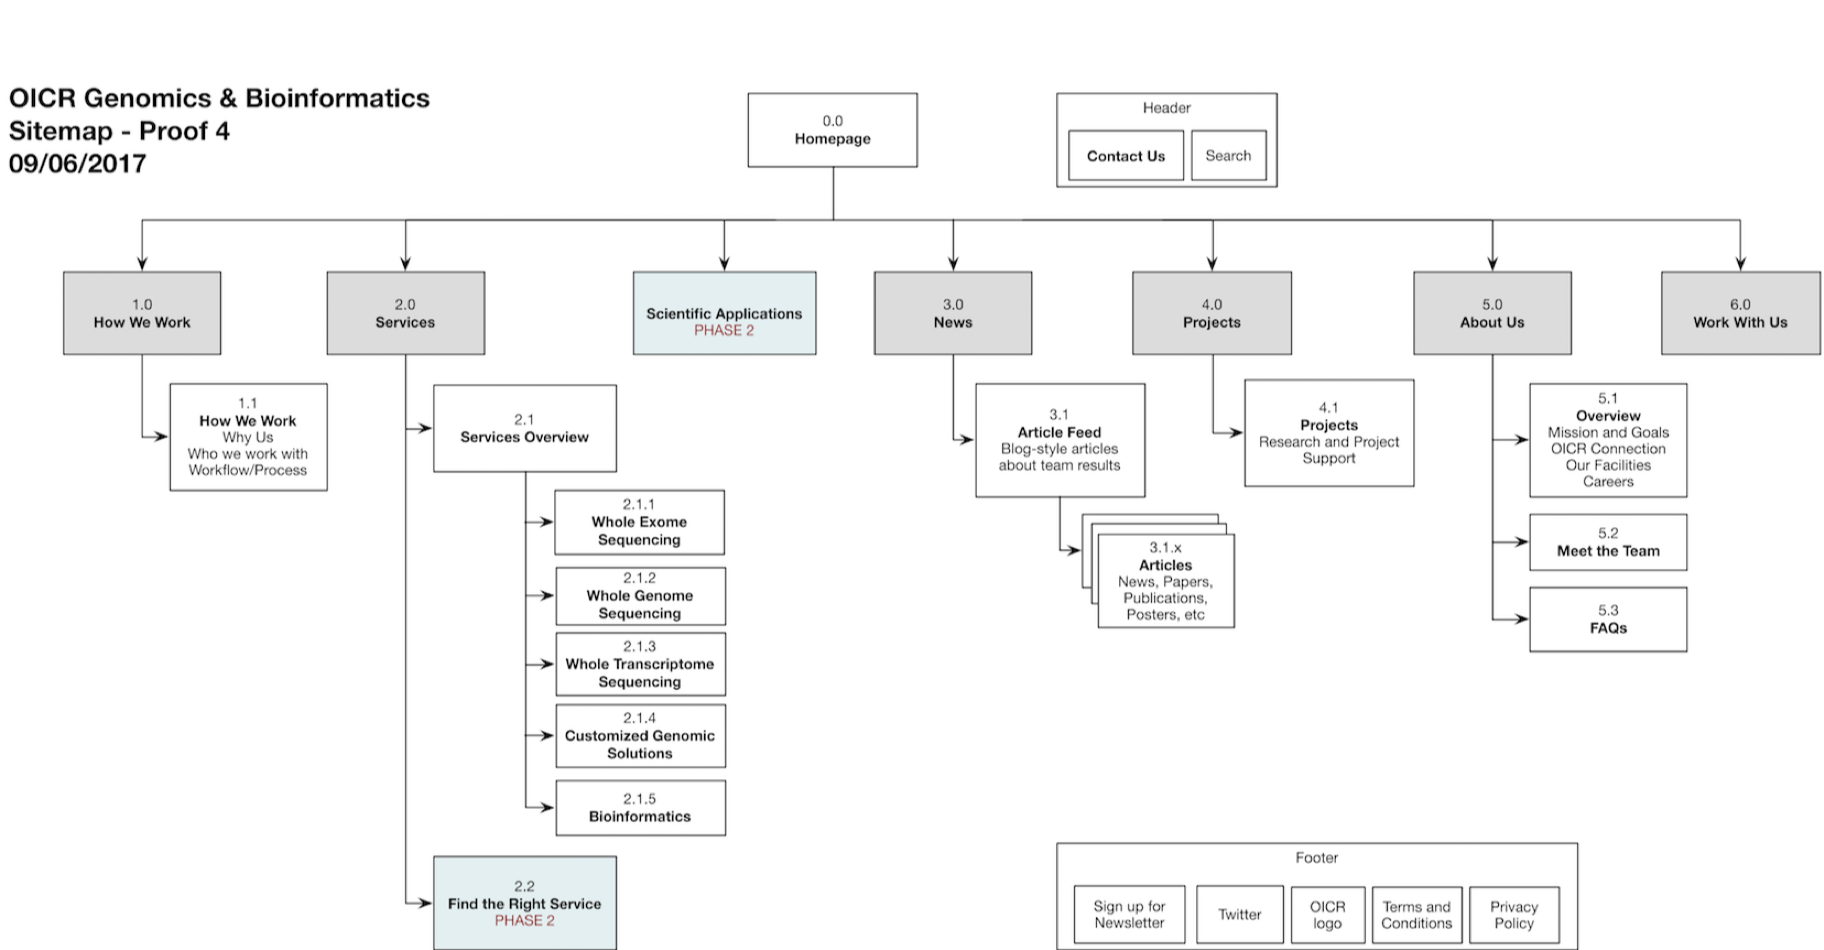 OICR Genomics & Bioinformatics
Sitemap - Proof 4
09/06/2017
0.0
Homepage
Header
Contact Us
Search
1.0
How We Work
2.0
Services
Scientific Applications
PHASE 2
3.0
News
4.0
Projects
5.0
About Us
6.0
Work With Us
1.1
How We Work
Why Us
Who we work with
Workflow/Process
2.1
Services Overview
2.1.1
Whole Exome
Sequencing
2.1.2
Whole Genome
Sequencing
2.1.3
Whole Transcriptome
Sequencing
2.1.4
Customized Genomic
Solutions
2.1.5
Bioinformatics
2.2
Find the Right Service
PHASE 2
3.1
Article Feed
Blog-style articles
about team results
3.1.x
Articles
News, Papers,
Publications,
Posters, etc
4.1
Projects
Research and Project
Support
5.1
Overview
Mission and Goals
OICR Connection
Our Facilities
Careers
5.2
Meet the Team
5.3
FAQs
Footer
Sign up for
Newsletter
Twitter
OICR
logo
Terms and
Conditions
Privacy
Policy